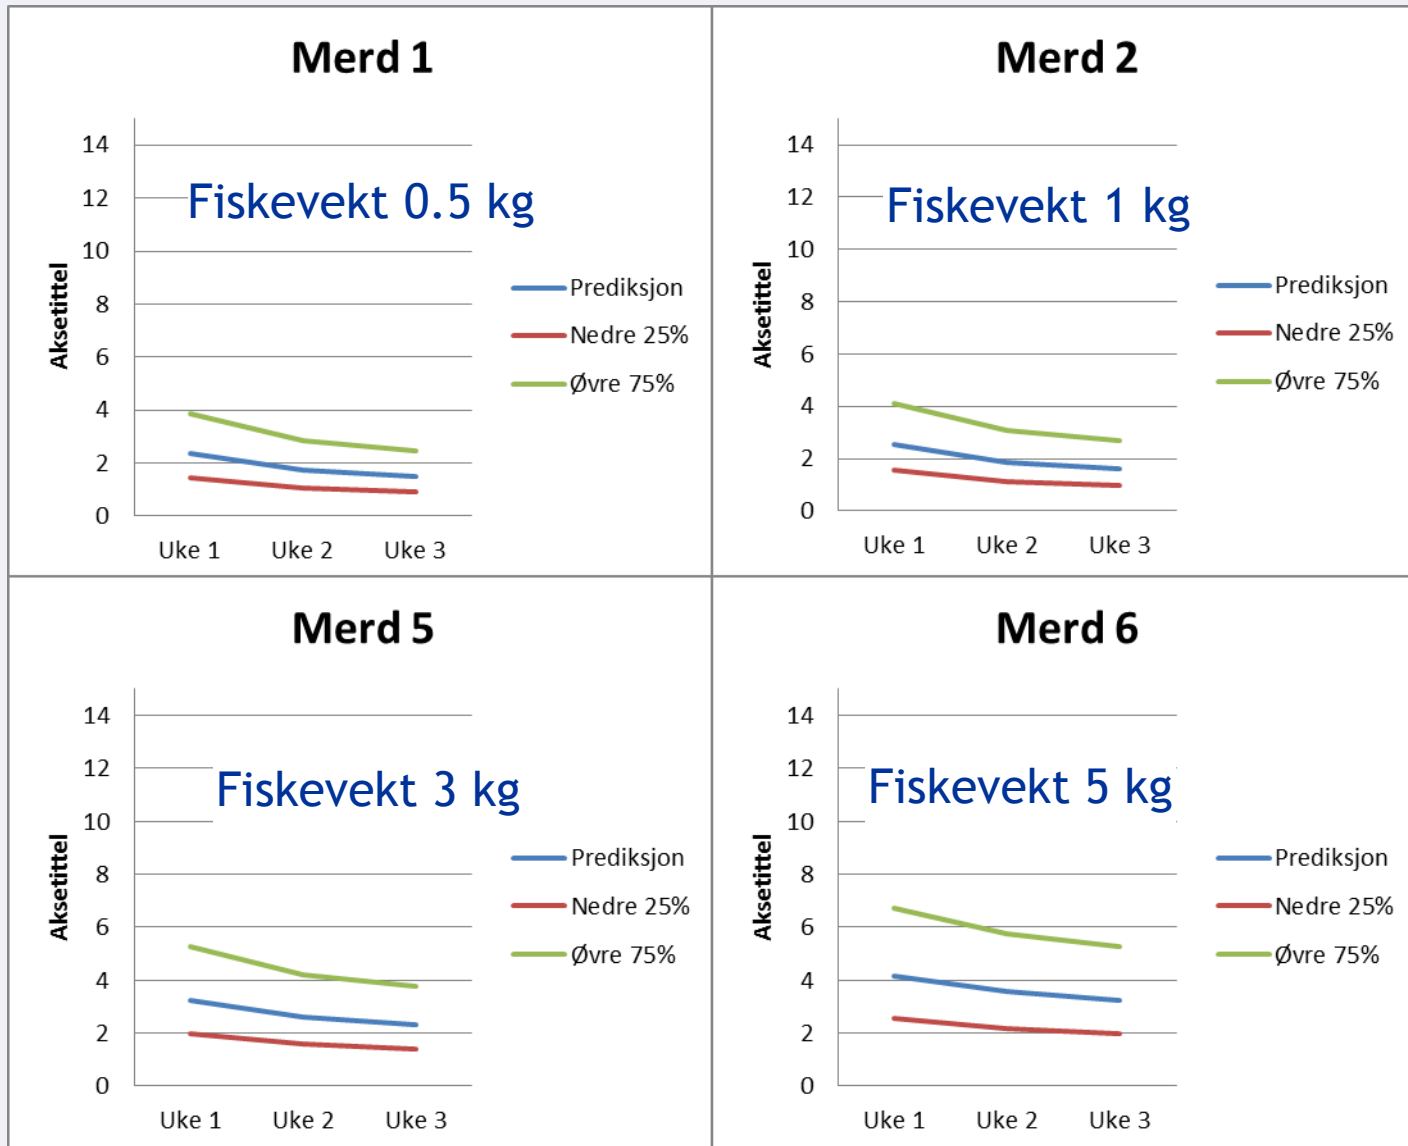 Merd 1
14
12
10
8
6
4
2
0
Aksetittel
Fiskevekt 0.5 kg
Prediksjon
Nedre 25%
Øvre 75%
Uke 1 Uke 2 Uke 3
Merd 2
14
12
10
8
6
4
2
0
Aksetittel
Fiskevekt 1 kg
Prediksjon
Nedre 25%
Øvre 75%
Uke 1 Uke 2 Uke 3
Merd 5
14
12
10
8
6
4
2
0
Aksetittel
Fiskevekt 3 kg
Prediksjon
Nedre 25%
Øvre 75%
Uke 1 Uke 2 Uke 3
Merd 6
14
12
10
8
6
4
2
0
Aksetittel
Fiskevekt 5 kg
Prediksjon
Nedre 25%
Øvre 75%
Uke 1 Uke 2 Uke 3